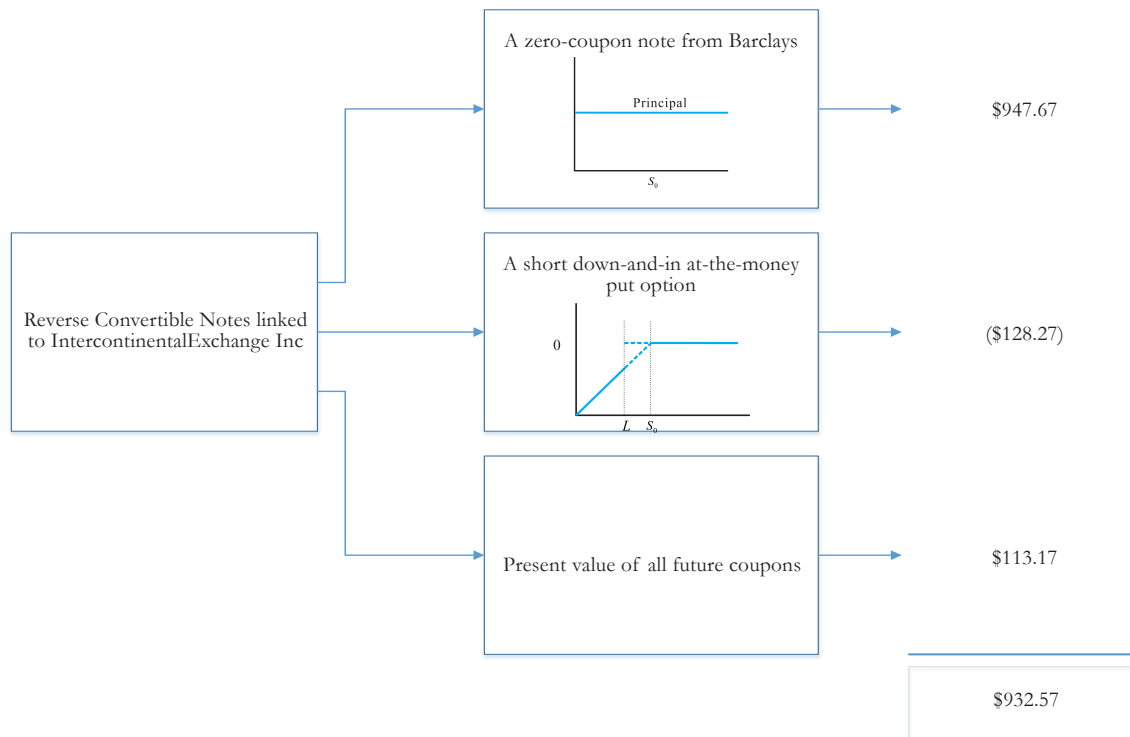 A zero-coupon note from Barclays
Principal
S₀
$947.67
Reverse Convertible Notes linked
to IntercontinentalExchange Inc
A short down-and-in at-the-money
put option
0
L S₀
($128.27)
Present value of all future coupons
$113.17
$932.57